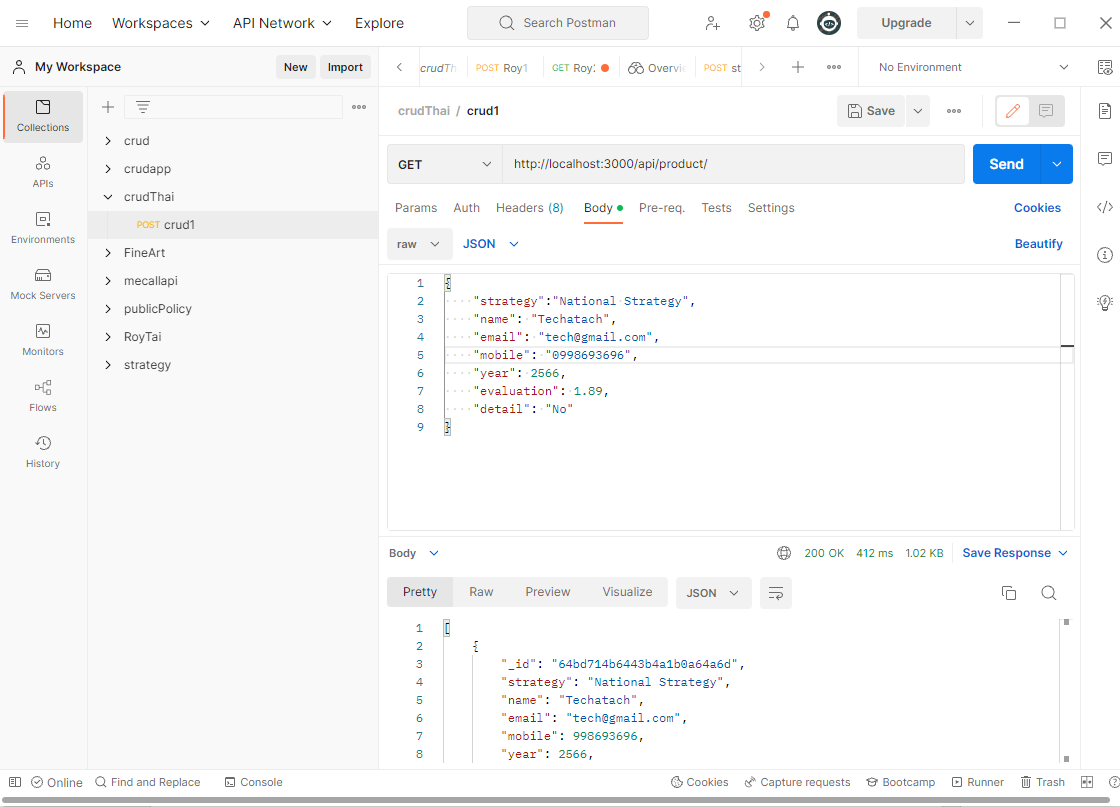 Home Workspaces API Network Explore Search Postman Upgrade
My Workspace New Import crudTh POST Roy1 GET Roy: Overvi POST st No Environment
Collections
APIs
Environments
Mock Servers
Monitors
Flows
History
crud
crudapp
crudThai
POST crud1
FineArt
mecallapi
publicPolicy
RoyTai
strategy
crudThai / crud1 Save
GET http://localhost:3000/api/product/ Send
Params Auth Headers (8) Body Pre-req. Tests Settings Cookies
raw JSON Beautify
1 {
2 "strategy":"National Strategy",
3 "name": "Techatach",
4 "email": "tech@gmail.com",
5 "mobile": "0998693696",
6 "year": 2566,
7 "evaluation": 1.89,
8 "detail": "No"
9 }
Body 200 OK 412 ms 1.02 KB Save Response
Pretty Raw Preview Visualize JSON
1 [
2 {
3 "_id": "64bd714b6443b4a1b0a64a6d",
4 "strategy": "National Strategy",
5 "name": "Techatach",
6 "email": "tech@gmail.com",
7 "mobile": 998693696,
8 "year": 2566,
Online Find and Replace Console Cookies Capture requests Bootcamp Runner Trash